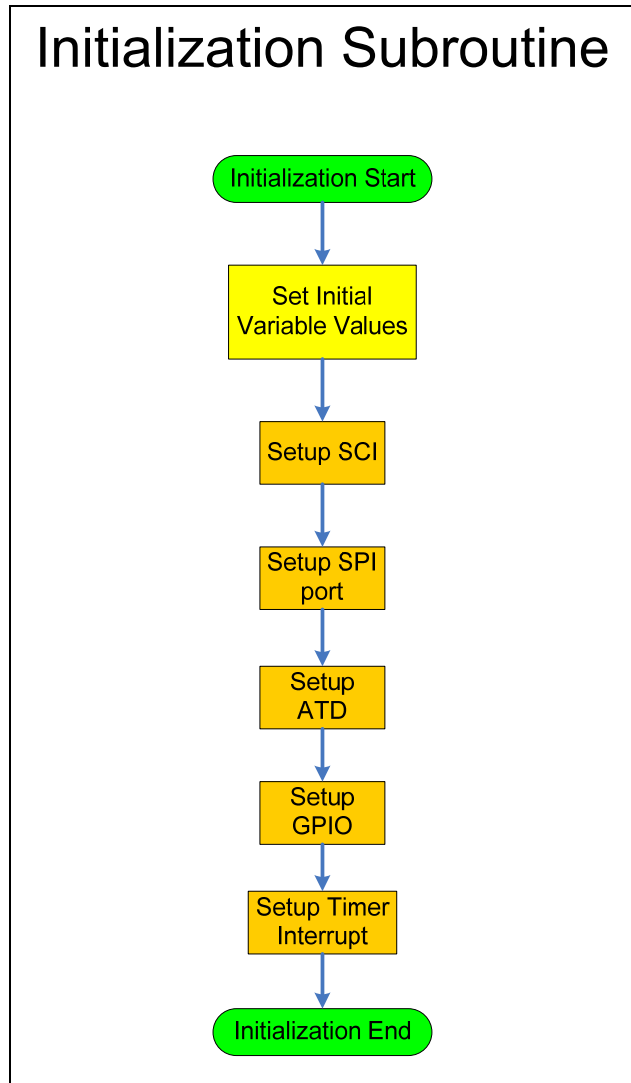 Initialization Subroutine
Initialization Start
Set Initial
Variable Values
Setup SCI
Setup SPI
port
Setup
ATD
Setup
GPIO
Setup Timer
Interrupt
Initialization End